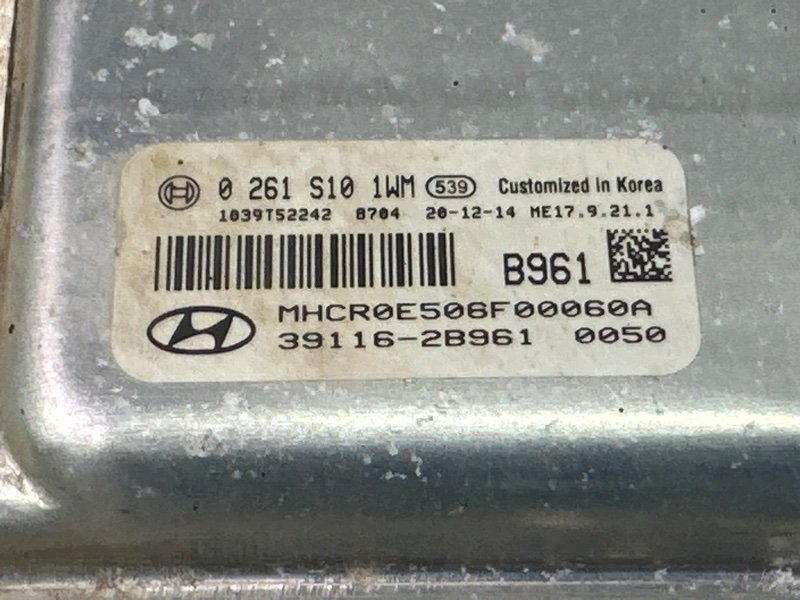 0 261 S10 1WM 539 Customized in Korea
1039T52242 8704 20-12-14 ME17.9.21.1
B961
MHCR0E506F00060A
39116-2B961 0050